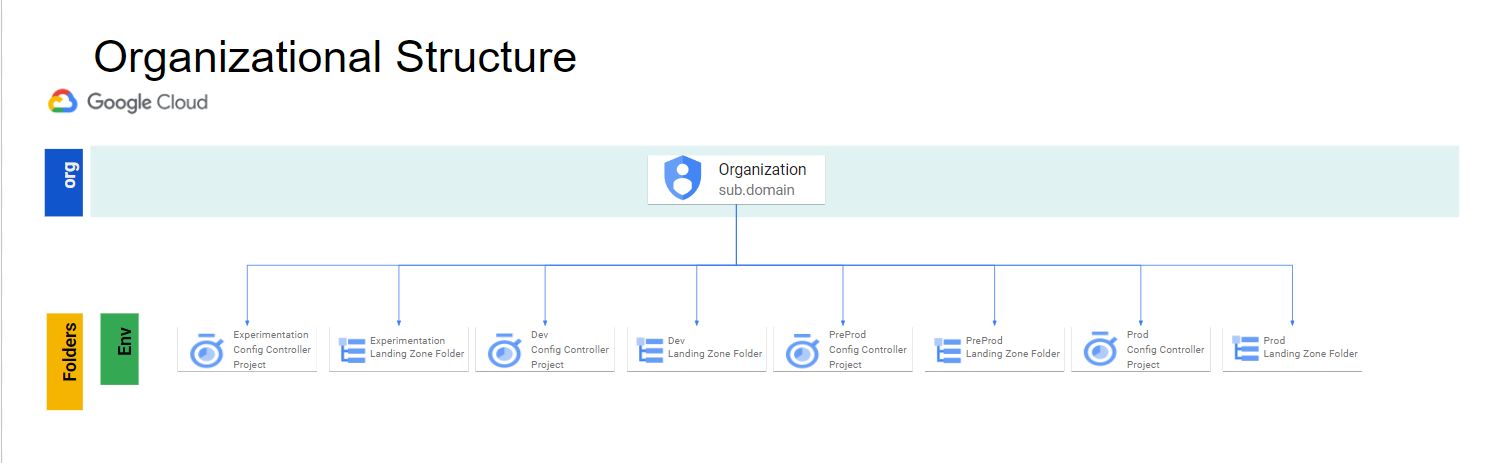 Organizational Structure
Google Cloud
org
Organization
sub.domain
Folders
Env
Experimentation
Config Controller
Project
Experimentation
Landing Zone Folder
Dev
Config Controller
Project
Dev
Landing Zone Folder
PreProd
Config Controller
Project
PreProd
Landing Zone Folder
Prod
Config Controller
Project
Prod
Landing Zone Folder